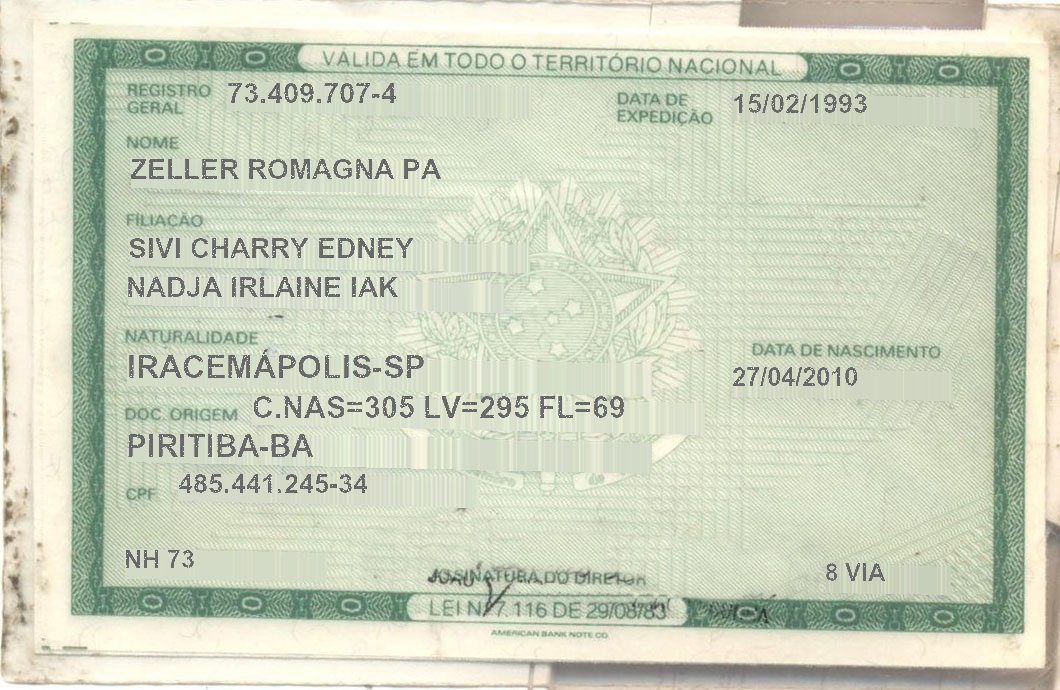 VÁLIDA EM TODO O TERRITÓRIO NACIONAL
REGISTRO GERAL 73.409.707-4
DATA DE EXPEDIÇÃO 15/02/1993
NOME
ZELLER ROMAGNA PA
FILIAÇÃO
SIVI CHARRY EDNEY
NADJA IRLAINE IAK
NATURALIDADE
IRACEMÁPOLIS-SP
DATA DE NASCIMENTO
27/04/2010
DOC. ORIGEM C.NAS=305 LV=295 FL=69
PIRITIBA-BA
CPF 485.441.245-34
NH 73
8 VIA
ASSINATURA DO DIRETOR
LEI Nº 7.116 DE 29/08/83
AMERICAN BANK NOTE CO.